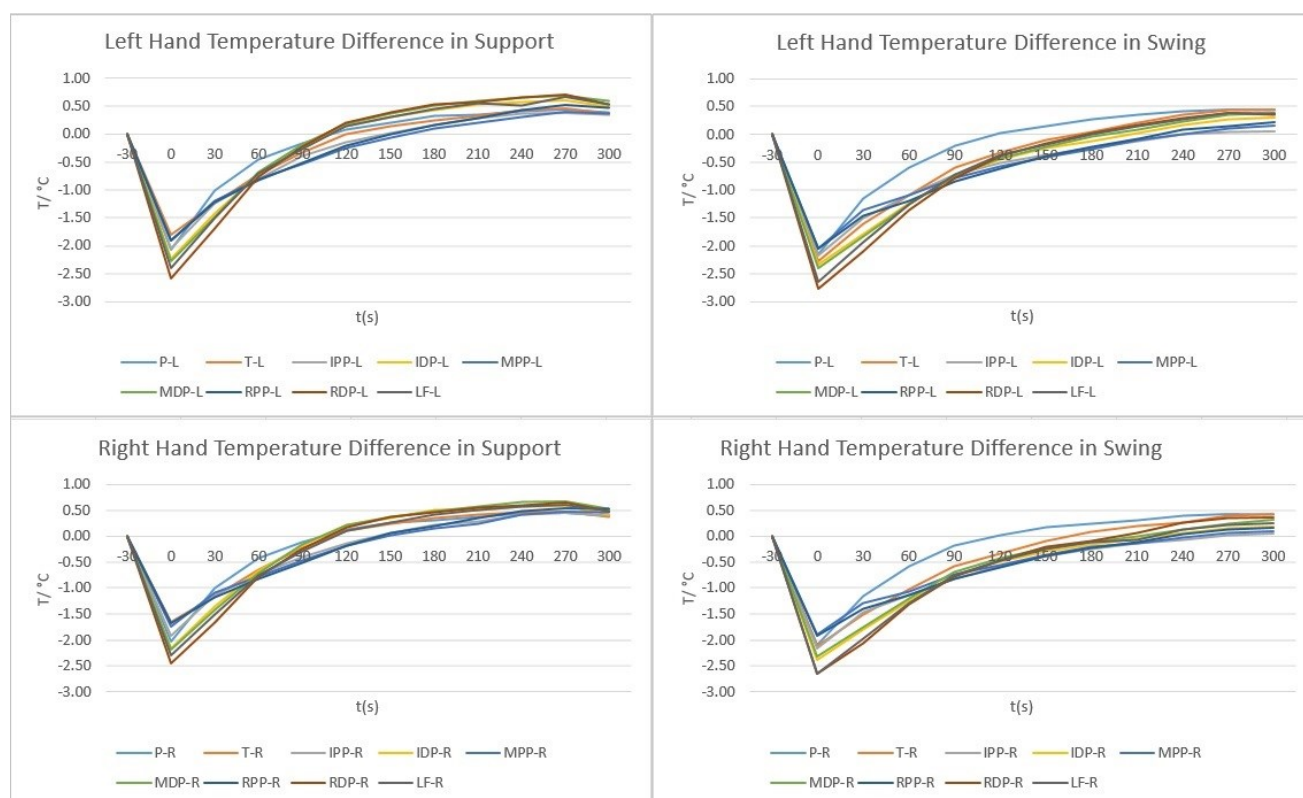 Left Hand Temperature Difference in Support
1.00
0.50
0.00
-0.50
-1.00
-1.50
-2.00
-2.50
-3.00
T/ °C
-30 0 30 60 90 120 150 180 210 240 270 300
t(s)
P-L T-L IPP-L IDP-L MPP-L
MDP-L RPP-L RDP-L LF-L
Left Hand Temperature Difference in Swing
1.00
0.50
0.00
-0.50
-1.00
-1.50
-2.00
-2.50
-3.00
T/ °C
-30 0 30 60 90 120 150 180 210 240 270 300
t(s)
P-L T-L IPP-L IDP-L MPP-L
MDP-L RPP-L RDP-L LF-L
Right Hand Temperature Difference in Support
1.00
0.50
0.00
-0.50
-1.00
-1.50
-2.00
-2.50
-3.00
T/ °C
-30 0 30 60 90 120 150 180 210 240 270 300
t(s)
P-R T-R IPP-R IDP-R MPP-R
MDP-R RPP-R RDP-R LF-R
Right Hand Temperature Difference in Swing
1.00
0.50
0.00
-0.50
-1.00
-1.50
-2.00
-2.50
-3.00
T/ °C
-30 0 30 60 90 120 150 180 210 240 270 300
t(s)
P-R T-R IPP-R IDP-R MPP-R
MDP-R RPP-R RDP-R LF-R